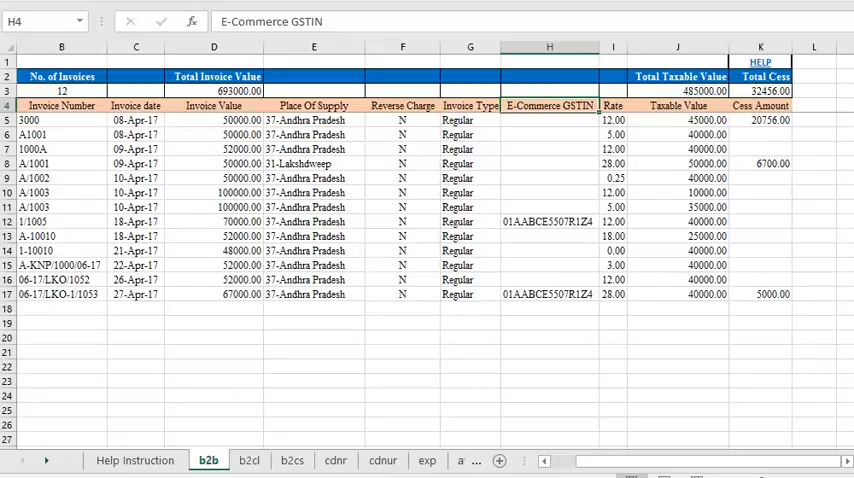 H4 fx E-Commerce GSTIN
B C D E F G H I J K L
1 HELP
2 No. of Invoices Total Invoice Value Total Taxable Value Total Cess
3 12 693000.00 485000.00 32456.00
4 Invoice Number Invoice date Invoice Value Place Of Supply Reverse Charge Invoice Type E-Commerce GSTIN Rate Taxable Value Cess Amount
5 3000 08-Apr-17 50000.00 37-Andhra Pradesh N Regular 12.00 45000.00 20756.00
6 A1001 08-Apr-17 50000.00 37-Andhra Pradesh N Regular 5.00 40000.00
7 1000A 09-Apr-17 52000.00 37-Andhra Pradesh N Regular 12.00 40000.00
8 A/1001 09-Apr-17 50000.00 31-Lakshdweep N Regular 28.00 50000.00 6700.00
9 A/1002 10-Apr-17 50000.00 37-Andhra Pradesh N Regular 0.25 40000.00
10 A/1003 10-Apr-17 100000.00 37-Andhra Pradesh N Regular 12.00 10000.00
11 A/1003 10-Apr-17 100000.00 37-Andhra Pradesh N Regular 5.00 35000.00
12 1/1005 18-Apr-17 70000.00 37-Andhra Pradesh N Regular 01AABCE5507R1Z4 12.00 40000.00
13 A-10010 18-Apr-17 52000.00 37-Andhra Pradesh N Regular 18.00 25000.00
14 1-10010 21-Apr-17 48000.00 37-Andhra Pradesh N Regular 0.00 40000.00
15 A-KNP/1000/06-17 22-Apr-17 52000.00 37-Andhra Pradesh N Regular 3.00 40000.00
16 06-17/LKO/1052 26-Apr-17 52000.00 37-Andhra Pradesh N Regular 12.00 40000.00
17 06-17/LKO-1/1053 27-Apr-17 67000.00 37-Andhra Pradesh N Regular 01AABCE5507R1Z4 28.00 40000.00 5000.00
18
19
20
21
22
23
24
25
26
27
Help Instruction b2b b2cl b2cs cdnr cdnur exp a ...